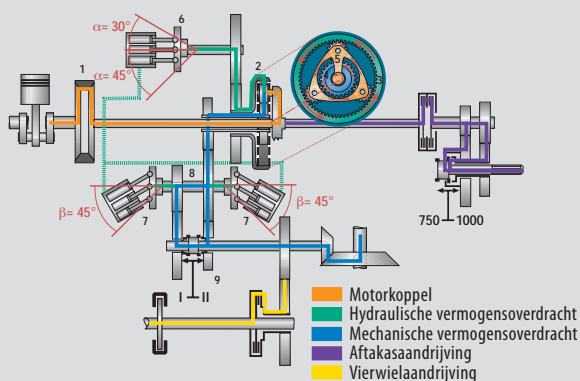 α= 30°
6
α= 45°
1
2
5
3
8
β= 45°
7
7
β= 45°
750 1000
I II
9
Motorkoppel
Hydraulische vermogensoverdracht
Mechanische vermogensoverdracht
Aftakasaandrijving
Vierwielaandrijving